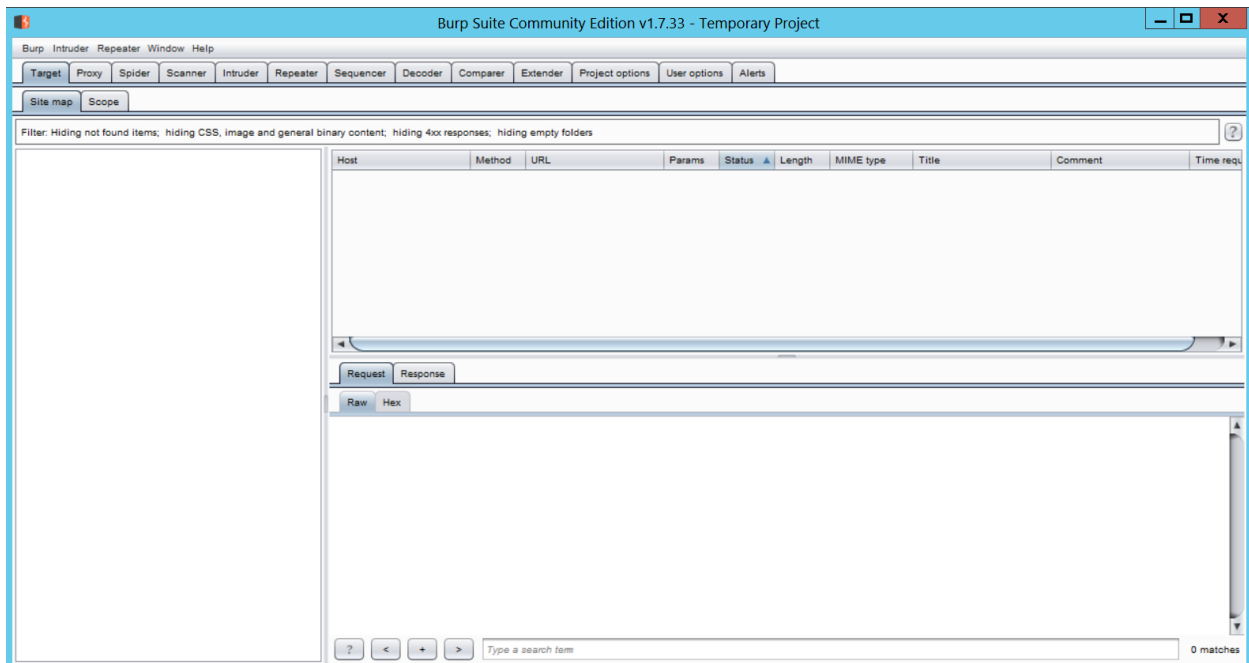 Burp Suite Community Edition v1.7.33 - Temporary Project
Burp Intruder Repeater Window Help
Target Proxy Spider Scanner Intruder Repeater Sequencer Decoder Comparer Extender Project options User options Alerts
Site map Scope
Filter: Hiding not found items; hiding CSS, image and general binary content; hiding 4xx responses; hiding empty folders ?
Host Method URL Params Status Length MIME type Title Comment Time requ
Request Response
Raw Hex
? < + > Type a search term 0 matches